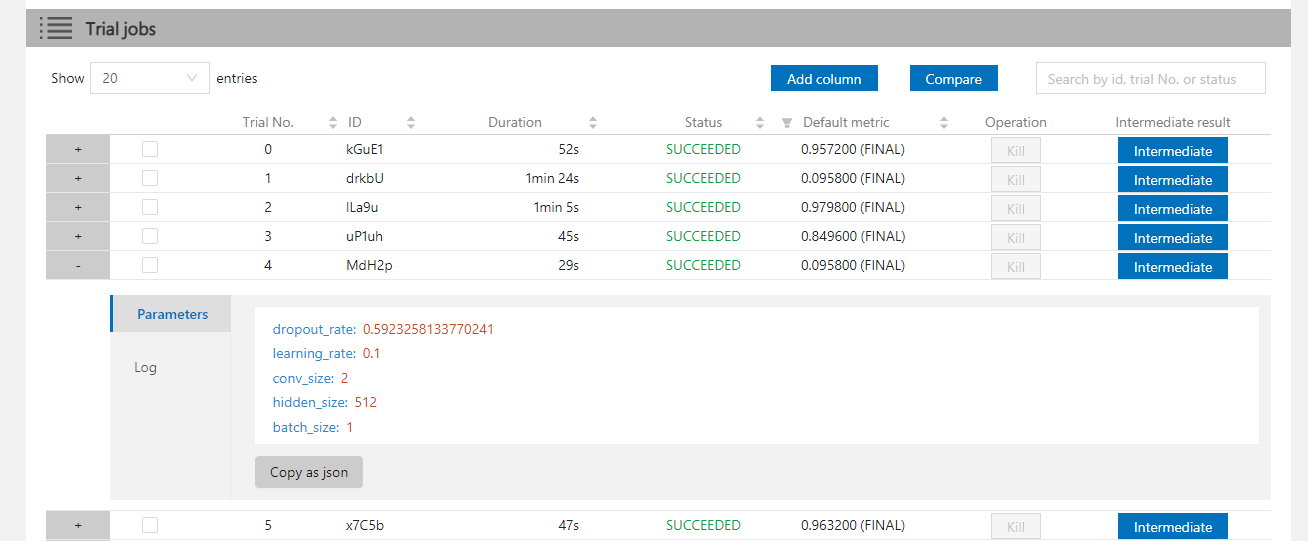 Trial jobs
Show 20 entries Add column Compare Search by id, trial No. or status
Trial No. ID Duration Status Default metric Operation Intermediate result
+ 0 kGuE1 52s SUCCEEDED 0.957200 (FINAL) Kill Intermediate
+ 1 drkbU 1min 24s SUCCEEDED 0.095800 (FINAL) Kill Intermediate
+ 2 lLa9u 1min 5s SUCCEEDED 0.979800 (FINAL) Kill Intermediate
+ 3 uP1uh 45s SUCCEEDED 0.849600 (FINAL) Kill Intermediate
- 4 MdH2p 29s SUCCEEDED 0.095800 (FINAL) Kill Intermediate
Parameters
Log
dropout_rate: 0.5923258133770241
learning_rate: 0.1
conv_size: 2
hidden_size: 512
batch_size: 1
Copy as json
+ 5 x7C5b 47s SUCCEEDED 0.963200 (FINAL) Kill Intermediate